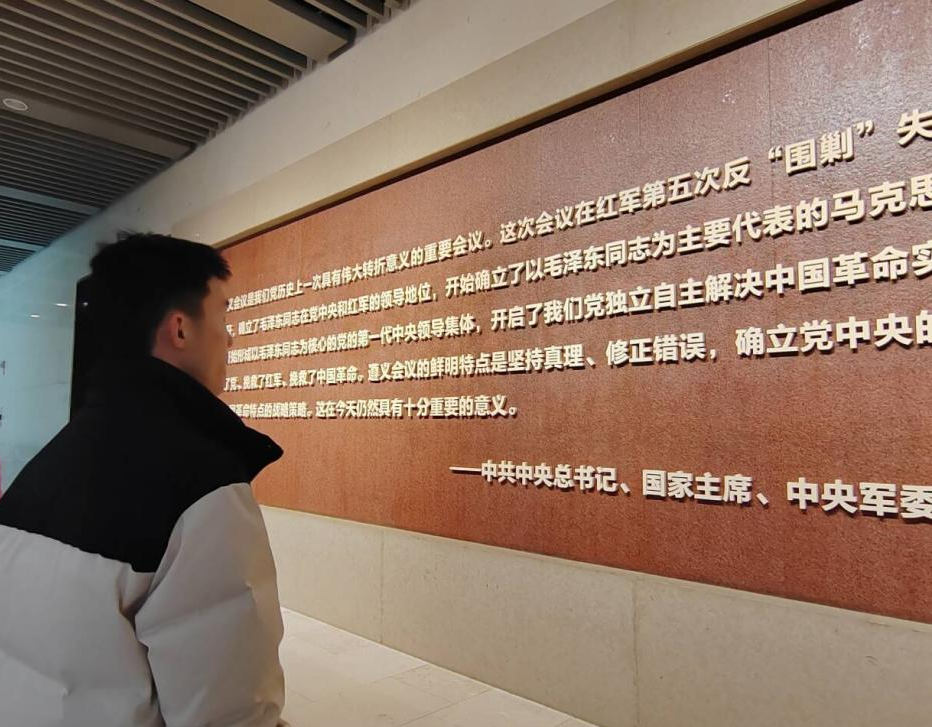 义会议是我们党历史上一次具有伟大转折意义的重要会议。这次会议在红军第五次反“围剿”失
确立了毛泽东同志在党中央和红军的领导地位，开始确立了以毛泽东同志为主要代表的马克思
始形成以毛泽东同志为核心的党的第一代中央领导集体，开启了我们党独立自主解决中国革命实
了党、挽救了红军、挽救了中国革命。遵义会议的鲜明特点是坚持真理、修正错误，确立党中央的
革命特点的战略策略。这在今天仍然具有十分重要的意义。
——中共中央总书记、国家主席、中央军委